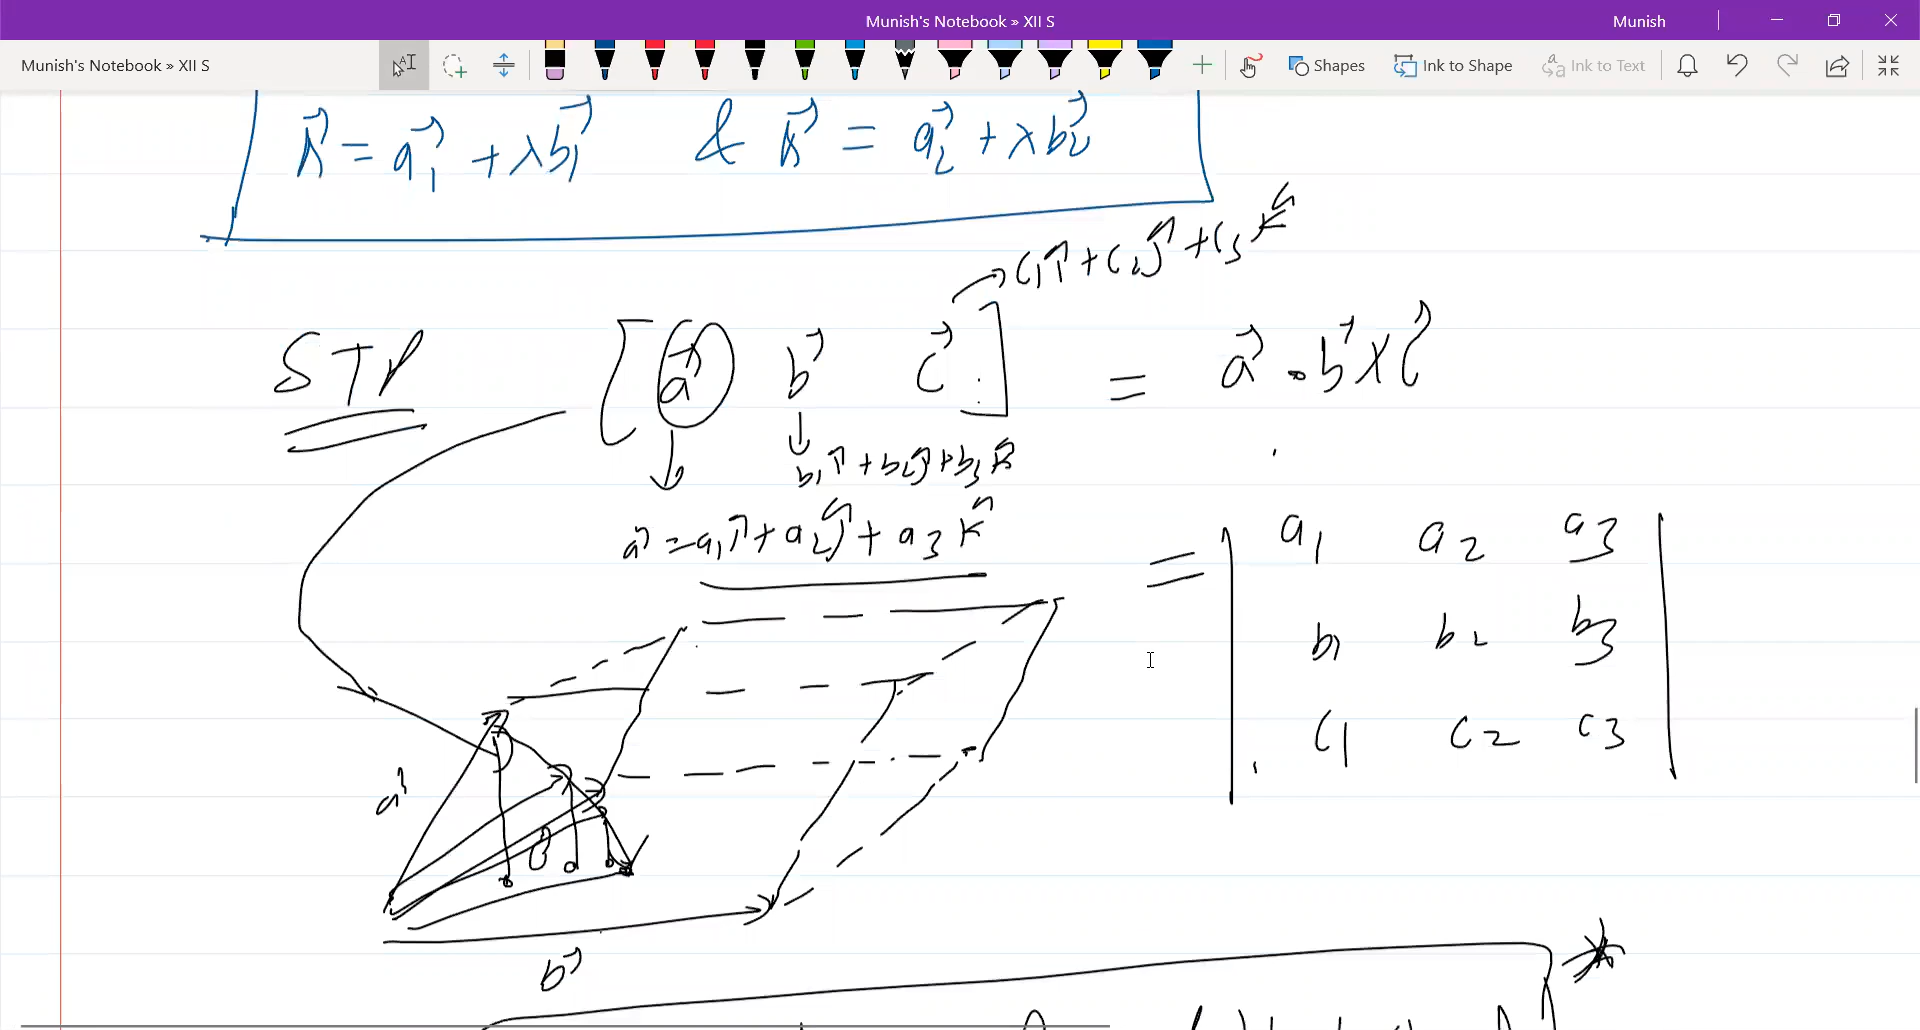 Munish's Notebook » XII S
Munish
Munish's Notebook » XII S
Shapes
Ink to Shape
Ink to Text
r⃗ = a⃗₁ + λb⃗₁ & r⃗ = a⃗₂ + λb⃗₂
→ c₁î + c₂ĵ + c₃k̂
STP [a⃗ b⃗ c⃗] = a⃗ · b⃗ × c⃗
b₁î + b₂ĵ + b₃k̂
a⃗ = a₁î + a₂ĵ + a₃k̂
= | a₁ a₂ a₃ |
| b₁ b₂ b₃ |
| c₁ c₂ c₃ |
a⃗
θ
b⃗